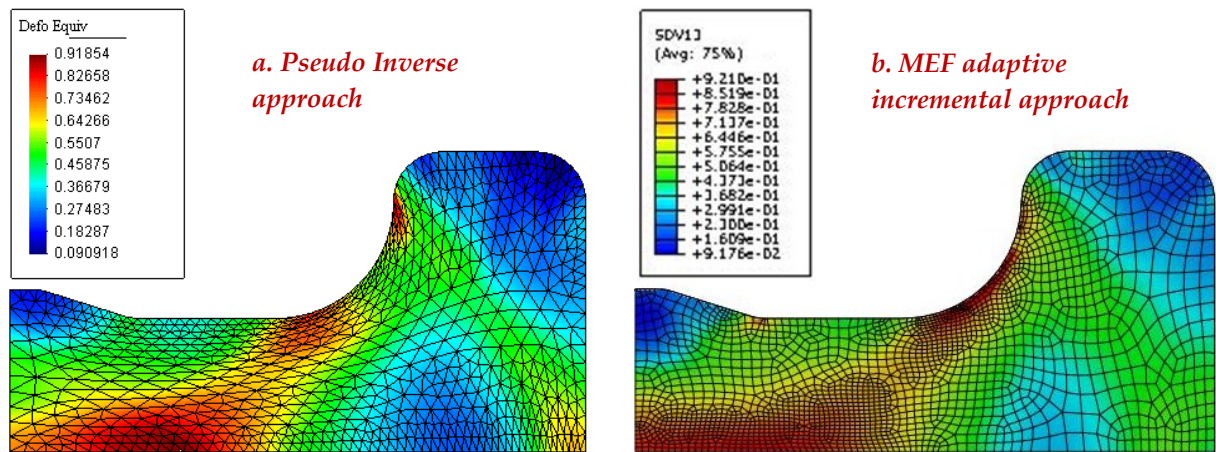 Defo Equiv
0.91854
0.82658
0.73462
0.64266
0.5507
0.45875
0.36679
0.27483
0.18287
0.090918
a. Pseudo Inverse
approach
SDV13
(Avg: 75%)
+9.210e-01
+8.519e-01
+7.828e-01
+7.137e-01
+6.446e-01
+5.755e-01
+5.064e-01
+4.373e-01
+3.682e-01
+2.991e-01
+2.300e-01
+1.609e-01
+9.176e-02
b. MEF adaptive
incremental approach